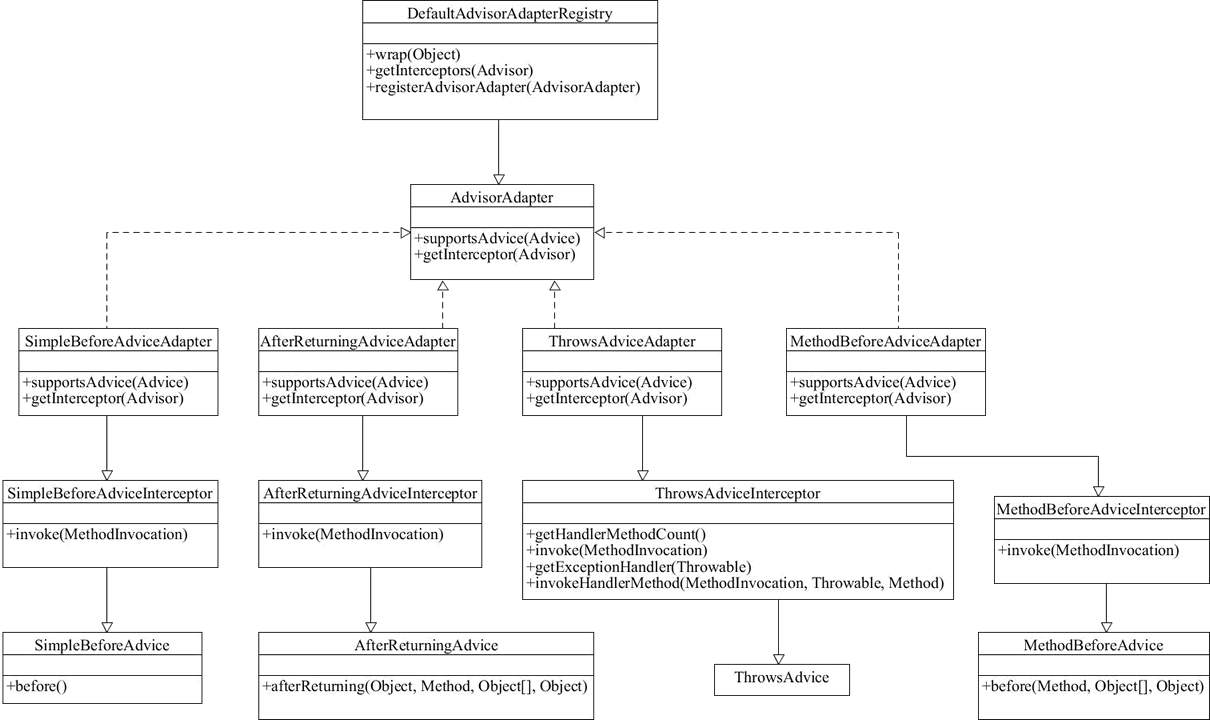 DefaultAdvisorAdapterRegistry
+wrap(Object)
+getInterceptors(Advisor)
+registerAdvisorAdapter(AdvisorAdapter)
AdvisorAdapter
+supportsAdvice(Advice)
+getInterceptor(Advisor)
SimpleBeforeAdviceAdapter
+supportsAdvice(Advice)
+getInterceptor(Advisor)
AfterReturningAdviceAdapter
+supportsAdvice(Advice)
+getInterceptor(Advisor)
ThrowsAdviceAdapter
+supportsAdvice(Advice)
+getInterceptor(Advisor)
MethodBeforeAdviceAdapter
+supportsAdvice(Advice)
+getInterceptor(Advisor)
SimpleBeforeAdviceInterceptor
+invoke(MethodInvocation)
AfterReturningAdviceInterceptor
+invoke(MethodInvocation)
ThrowsAdviceInterceptor
+getHandlerMethodCount()
+invoke(MethodInvocation)
+getExceptionHandler(Throwable)
+invokeHandlerMethod(MethodInvocation, Throwable, Method)
MethodBeforeAdviceInterceptor
+invoke(MethodInvocation)
SimpleBeforeAdvice
+before()
AfterReturningAdvice
+afterReturning(Object, Method, Object[], Object)
ThrowsAdvice
MethodBeforeAdvice
+before(Method, Object[], Object)